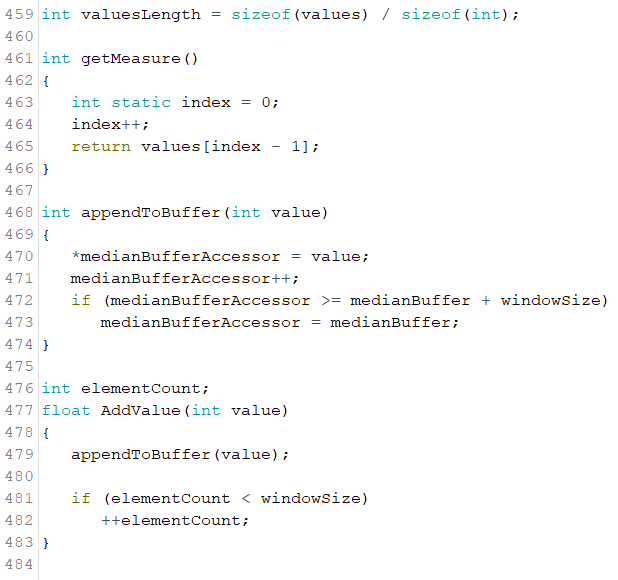 459 int valuesLength = sizeof(values) / sizeof(int);
460
461 int getMeasure()
462 {
463    int static index = 0;
464    index++;
465    return values[index - 1];
466 }
467
468 int appendToBuffer(int value)
469 {
470    *medianBufferAccessor = value;
471    medianBufferAccessor++;
472    if (medianBufferAccessor >= medianBuffer + windowSize)
473       medianBufferAccessor = medianBuffer;
474 }
475
476 int elementCount;
477 float AddValue(int value)
478 {
479    appendToBuffer(value);
480
481    if (elementCount < windowSize)
482       ++elementCount;
483 }
484